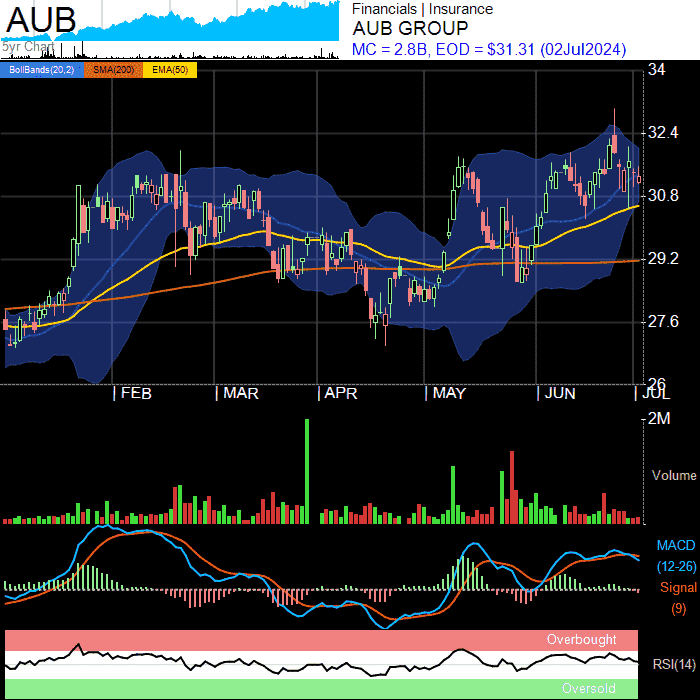 AUB
5yr Chart
Financials | Insurance
AUB GROUP
MC = 2.8B, EOD = $31.31 (02Jul2024)
BollBands(20,2) SMA(200) EMA(50)
34
32.4
30.8
29.2
27.6
26
| FEB | MAR | APR | MAY | JUN | JUL
2M
Volume
MACD
(12-26)
Signal
(9)
Overbought
RSI(14)
Oversold